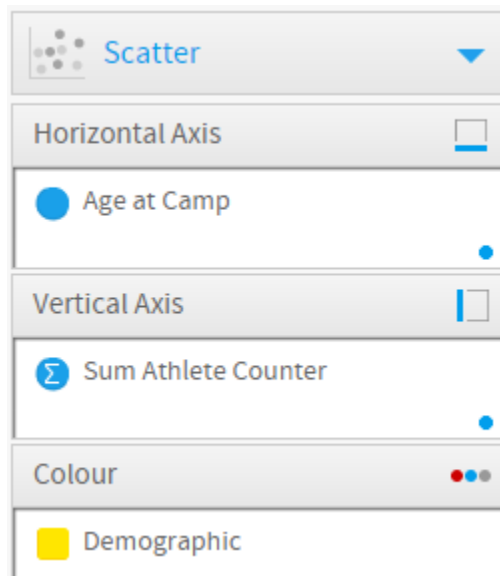 Scatter
Horizontal Axis
Age at Camp
Vertical Axis
Σ Sum Athlete Counter
Colour
Demographic